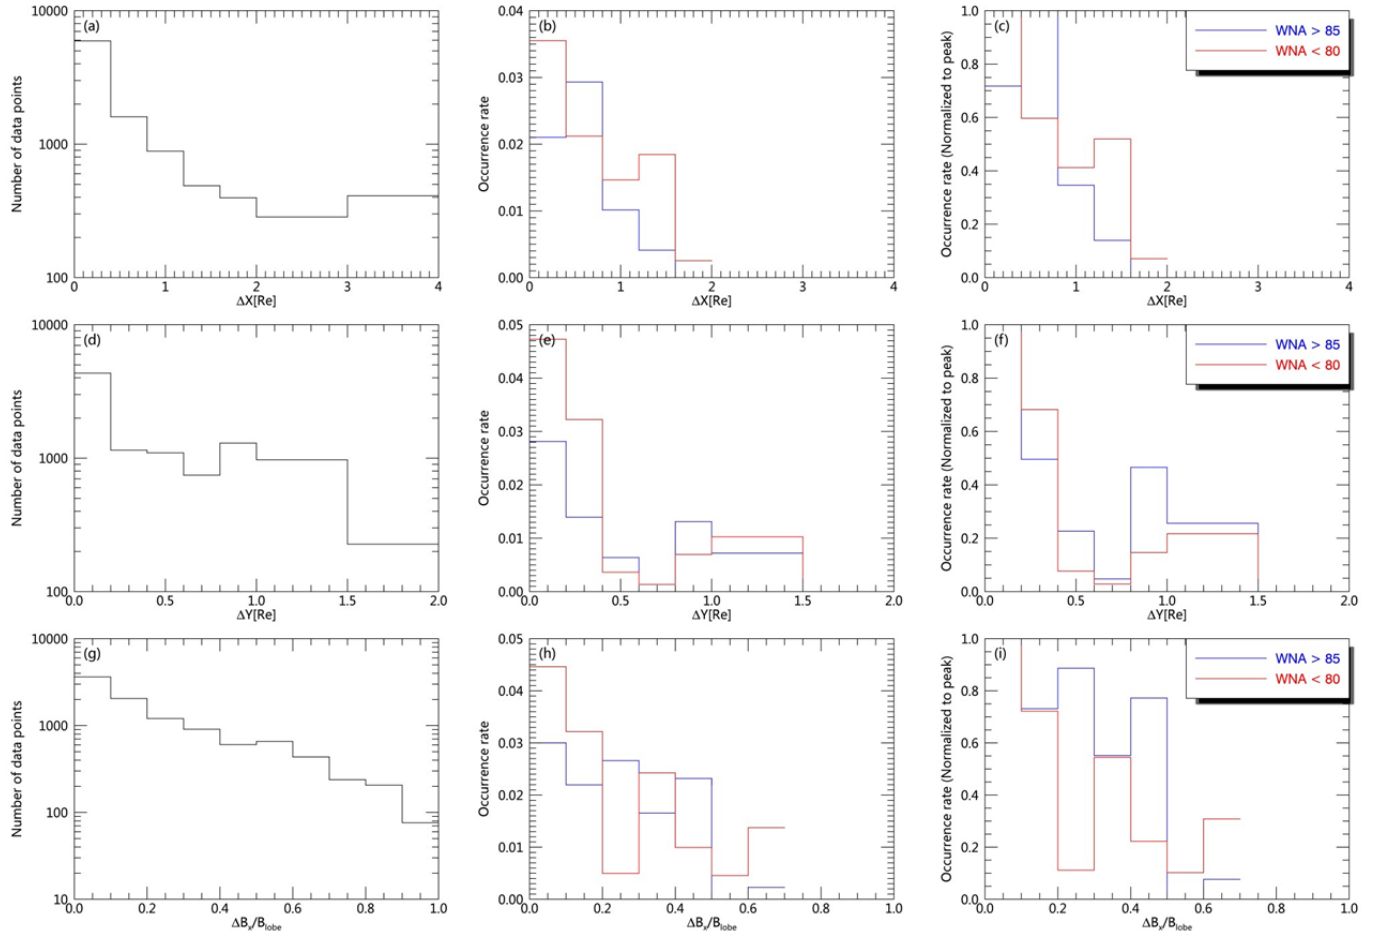 (a)
10000
1000
100
Number of data points
0 1 2 3 4
ΔX[Re]
(b)
0.04
0.03
0.02
0.01
0.00
Occurrence rate
0 1 2 3 4
ΔX[Re]
(c)
WNA > 85
WNA < 80
1.0
0.8
0.6
0.4
0.2
0.0
Occurrence rate (Normalized to peak)
0 1 2 3 4
ΔX[Re]
(d)
10000
1000
100
Number of data points
0.0 0.5 1.0 1.5 2.0
ΔY[Re]
(e)
0.05
0.04
0.03
0.02
0.01
0.00
Occurrence rate
0.0 0.5 1.0 1.5 2.0
ΔY[Re]
(f)
WNA > 85
WNA < 80
1.0
0.8
0.6
0.4
0.2
0.0
Occurrence rate (Normalized to peak)
0.0 0.5 1.0 1.5 2.0
ΔY[Re]
(g)
10000
1000
100
10
Number of data points
0.0 0.2 0.4 0.6 0.8 1.0
ΔBx/Blobe
(h)
0.05
0.04
0.03
0.02
0.01
0.00
Occurrence rate
0.0 0.2 0.4 0.6 0.8 1.0
ΔBx/Blobe
(i)
WNA > 85
WNA < 80
1.0
0.8
0.6
0.4
0.2
0.0
Occurrence rate (Normalized to peak)
0.0 0.2 0.4 0.6 0.8 1.0
ΔBx/Blobe